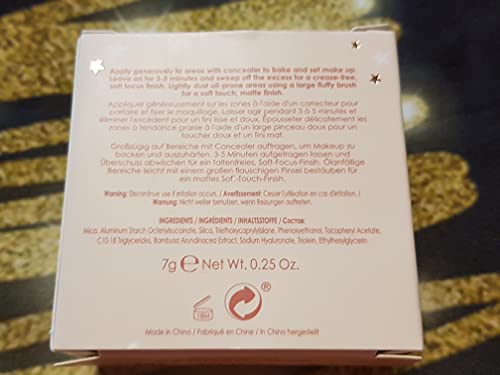 Apply generously to areas with concealer to bake and set make up.
Leave on for 3-5 minutes and sweep off the excess for a crease-free,
soft focus finish. Lightly dust oil-prone areas using a large fluffy brush
for a soft touch, matte finish.
Appliquer généreusement sur les zones à l'aide d'un correcteur pour
parfaire et fixer le maquillage. Laisser agir pendant 3 à 5 minutes et
éliminer l'excédent pour un fini lisse et doux. Épousseter délicatement les
zones à tendance grasse à l'aide d'un large pinceau doux pour un
toucher doux et un fini mat.
Großzügig auf Bereiche mit Concealer auftragen, um Makeup zu
backen und auszuhärten. 3-5 Minuten aufgetragen lassen und
Überschuss abwischen für ein faltenfreies, Soft-Focus-Finish. Ölanfällige
Bereiche leicht mit einem großen flauschigen Pinsel bestäuben für
ein mattes Soft-Touch-Finish.
Warning: Discontinue use if irritation occurs. / Avertissement: Cesser l'utilisation en cas d'irritation. /
Warnung: Nicht weiter benutzen, wenn Reizungen auftreten.
INGREDIENTS / INGRÉDIENTS / INHALTSSTOFFE / Состав:
Mica, Aluminum Starch Octenylsuccinate, Silica, Triethoxycaprylylsilane, Phenoxyethanol, Tocopheryl Acetate,
C10-18 Triglycerides, Bambusa Arundinacea Extract, Sodium Hyaluronate, Triolein, Ethylhexylglycerin
7g e Net Wt. 0.25 Oz.
18M ®
Made in China / Fabriqué en Chine / In China hergestellt